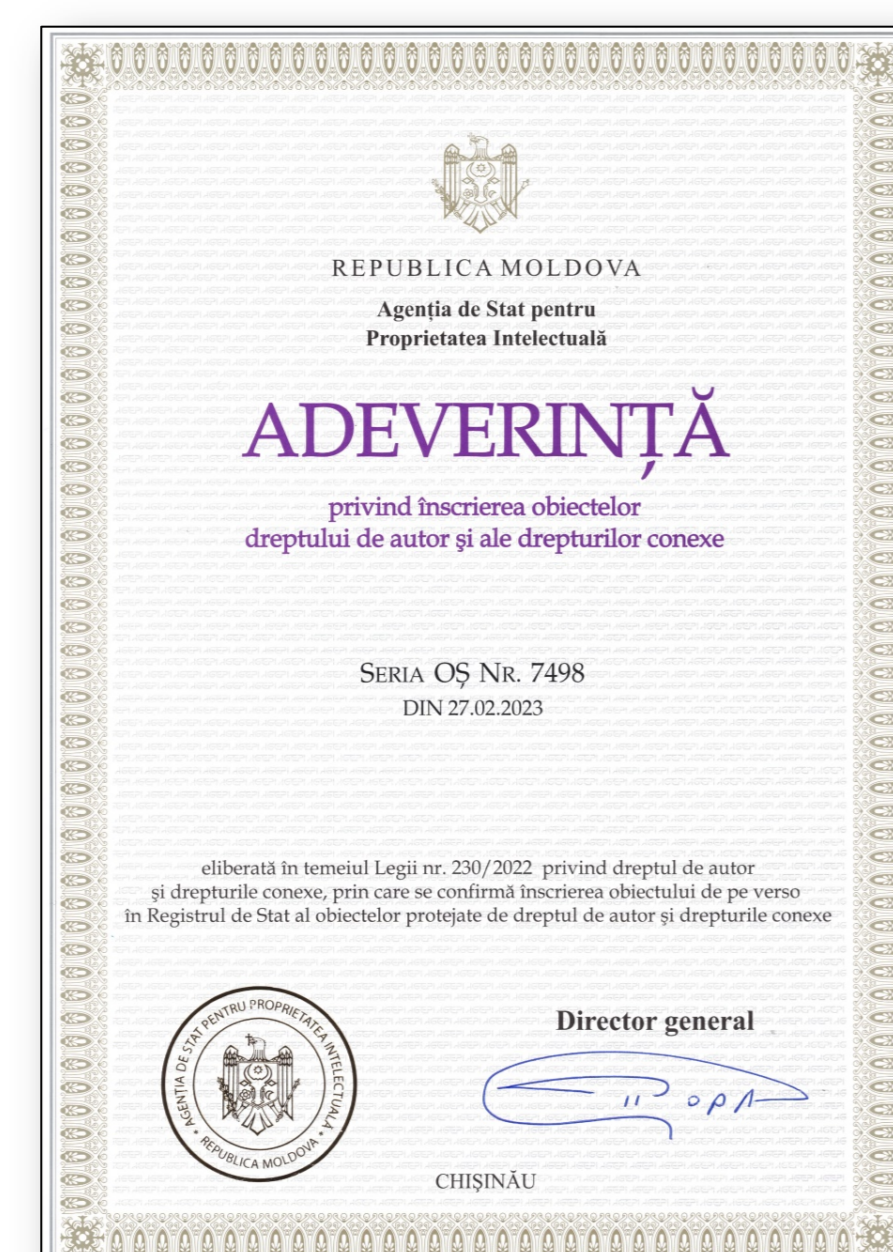 REPUBLICA MOLDOVA
Agenția de Stat pentru
Proprietatea Intelectuală
ADEVERINȚĂ
privind înscrierea obiectelor
dreptului de autor şi ale drepturilor conexe
SERIA OŞ NR. 7498
DIN 27.02.2023
eliberată în temeiul Legii nr. 230/2022 privind dreptul de autor
şi drepturile conexe, prin care se confirmă înscrierea obiectului de pe verso
în Registrul de Stat al obiectelor protejate de dreptul de autor şi drepturile conexe
Director general
AGENȚIA DE STAT PENTRU PROPRIETATEA INTELECTUALĂ
REPUBLICA MOLDOVA
CHIŞINĂU